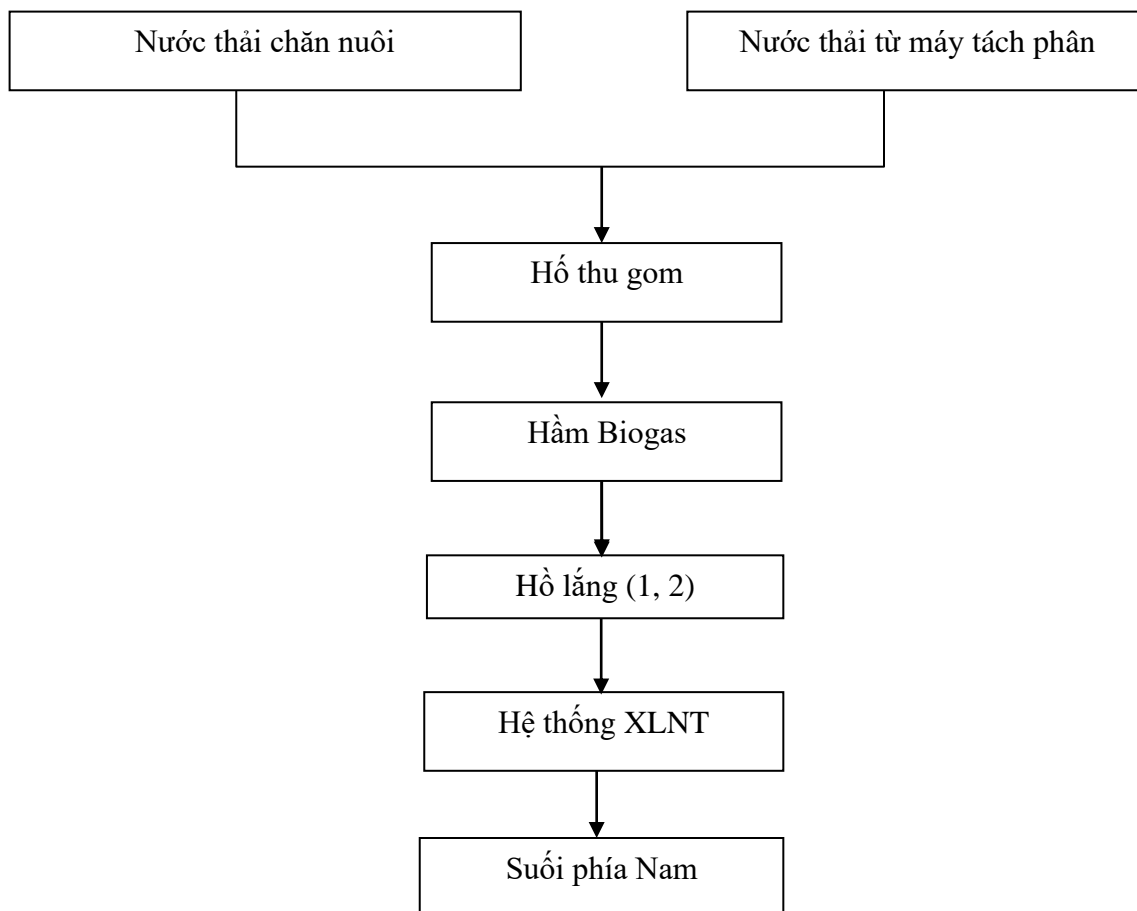 Nước thải chăn nuôi
Nước thải từ máy tách phân
Hố thu gom
Hầm Biogas
Hồ lắng (1, 2)
Hệ thống XLNT
Suối phía Nam